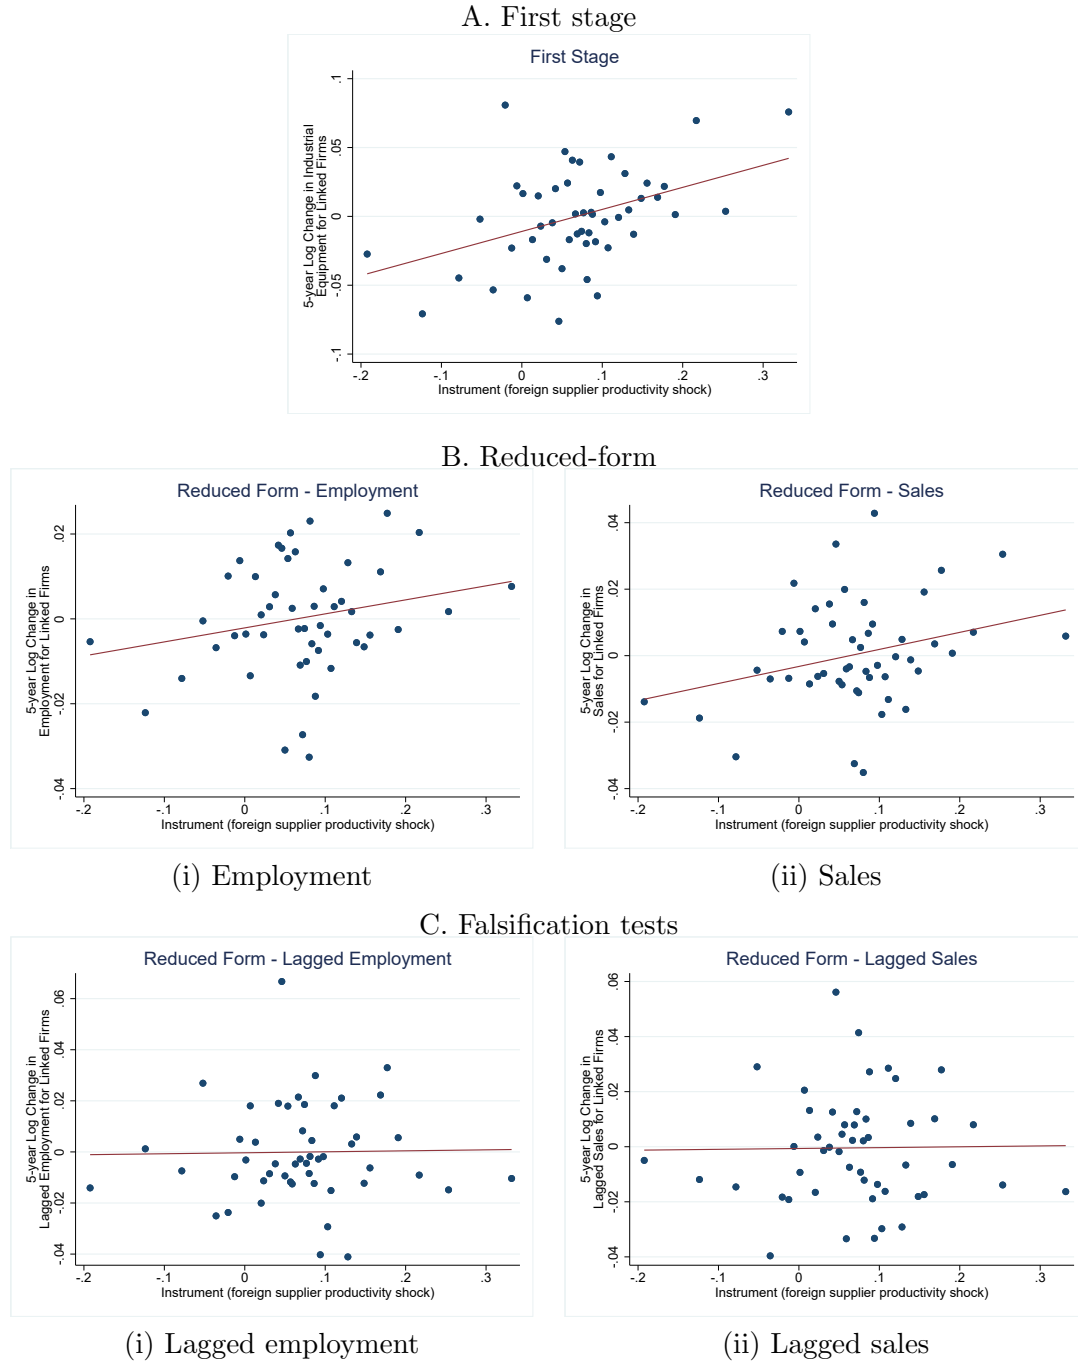 A. First stage
First Stage
5-year Log Change in Industrial
Equipment for Linked Firms
.1
.05
0
-.05
-.1
-.2 -.1 0 .1 .2 .3
Instrument (foreign supplier productivity shock)
B. Reduced-form
Reduced Form - Employment
5-year Log Change in
Employment for Linked Firms
.02
0
-.02
-.04
-.2 -.1 0 .1 .2 .3
Instrument (foreign supplier productivity shock)
(i) Employment
Reduced Form - Sales
5-year Log Change in
Sales for Linked Firms
.04
.02
0
-.02
-.04
-.2 -.1 0 .1 .2 .3
Instrument (foreign supplier productivity shock)
(ii) Sales
C. Falsification tests
Reduced Form - Lagged Employment
5-year Log Change in
Lagged Employment for Linked Firms
.06
.04
.02
0
-.02
-.04
-.2 -.1 0 .1 .2 .3
Instrument (foreign supplier productivity shock)
(i) Lagged employment
Reduced Form - Lagged Sales
5-year Log Change in
Lagged Sales for Linked Firms
.06
.04
.02
0
-.02
-.04
-.2 -.1 0 .1 .2 .3
Instrument (foreign supplier productivity shock)
(ii) Lagged sales